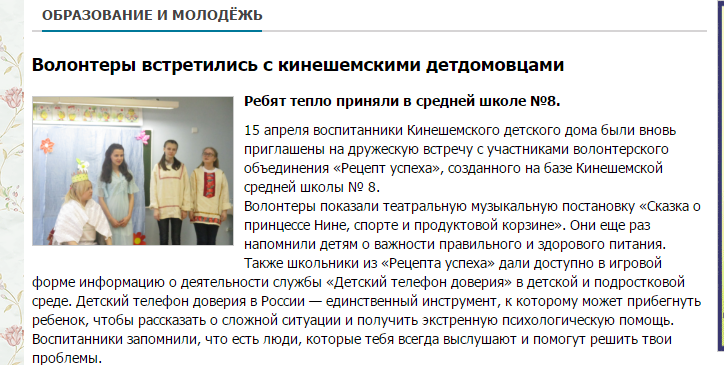 ОБРАЗОВАНИЕ И МОЛОДЁЖЬ
Волонтеры встретились с кинешемскими детдомовцами
Ребят тепло приняли в средней школе №8.
15 апреля воспитанники Кинешемского детского дома были вновь
приглашены на дружескую встречу с участниками волонтерского
объединения «Рецепт успеха», созданного на базе Кинешемской
средней школы № 8.
Волонтеры показали театральную музыкальную постановку «Сказка о
принцессе Нине, спорте и продуктовой корзине». Они еще раз
напомнили детям о важности правильного и здорового питания.
Также школьники из «Рецепта успеха» дали доступно в игровой
форме информацию о деятельности службы «Детский телефон доверия» в детской и подростковой
среде. Детский телефон доверия в России — единственный инструмент, к которому может прибегнуть
ребенок, чтобы рассказать о сложной ситуации и получить экстренную психологическую помощь.
Воспитанники запомнили, что есть люди, которые тебя всегда выслушают и помогут решить твои
проблемы.